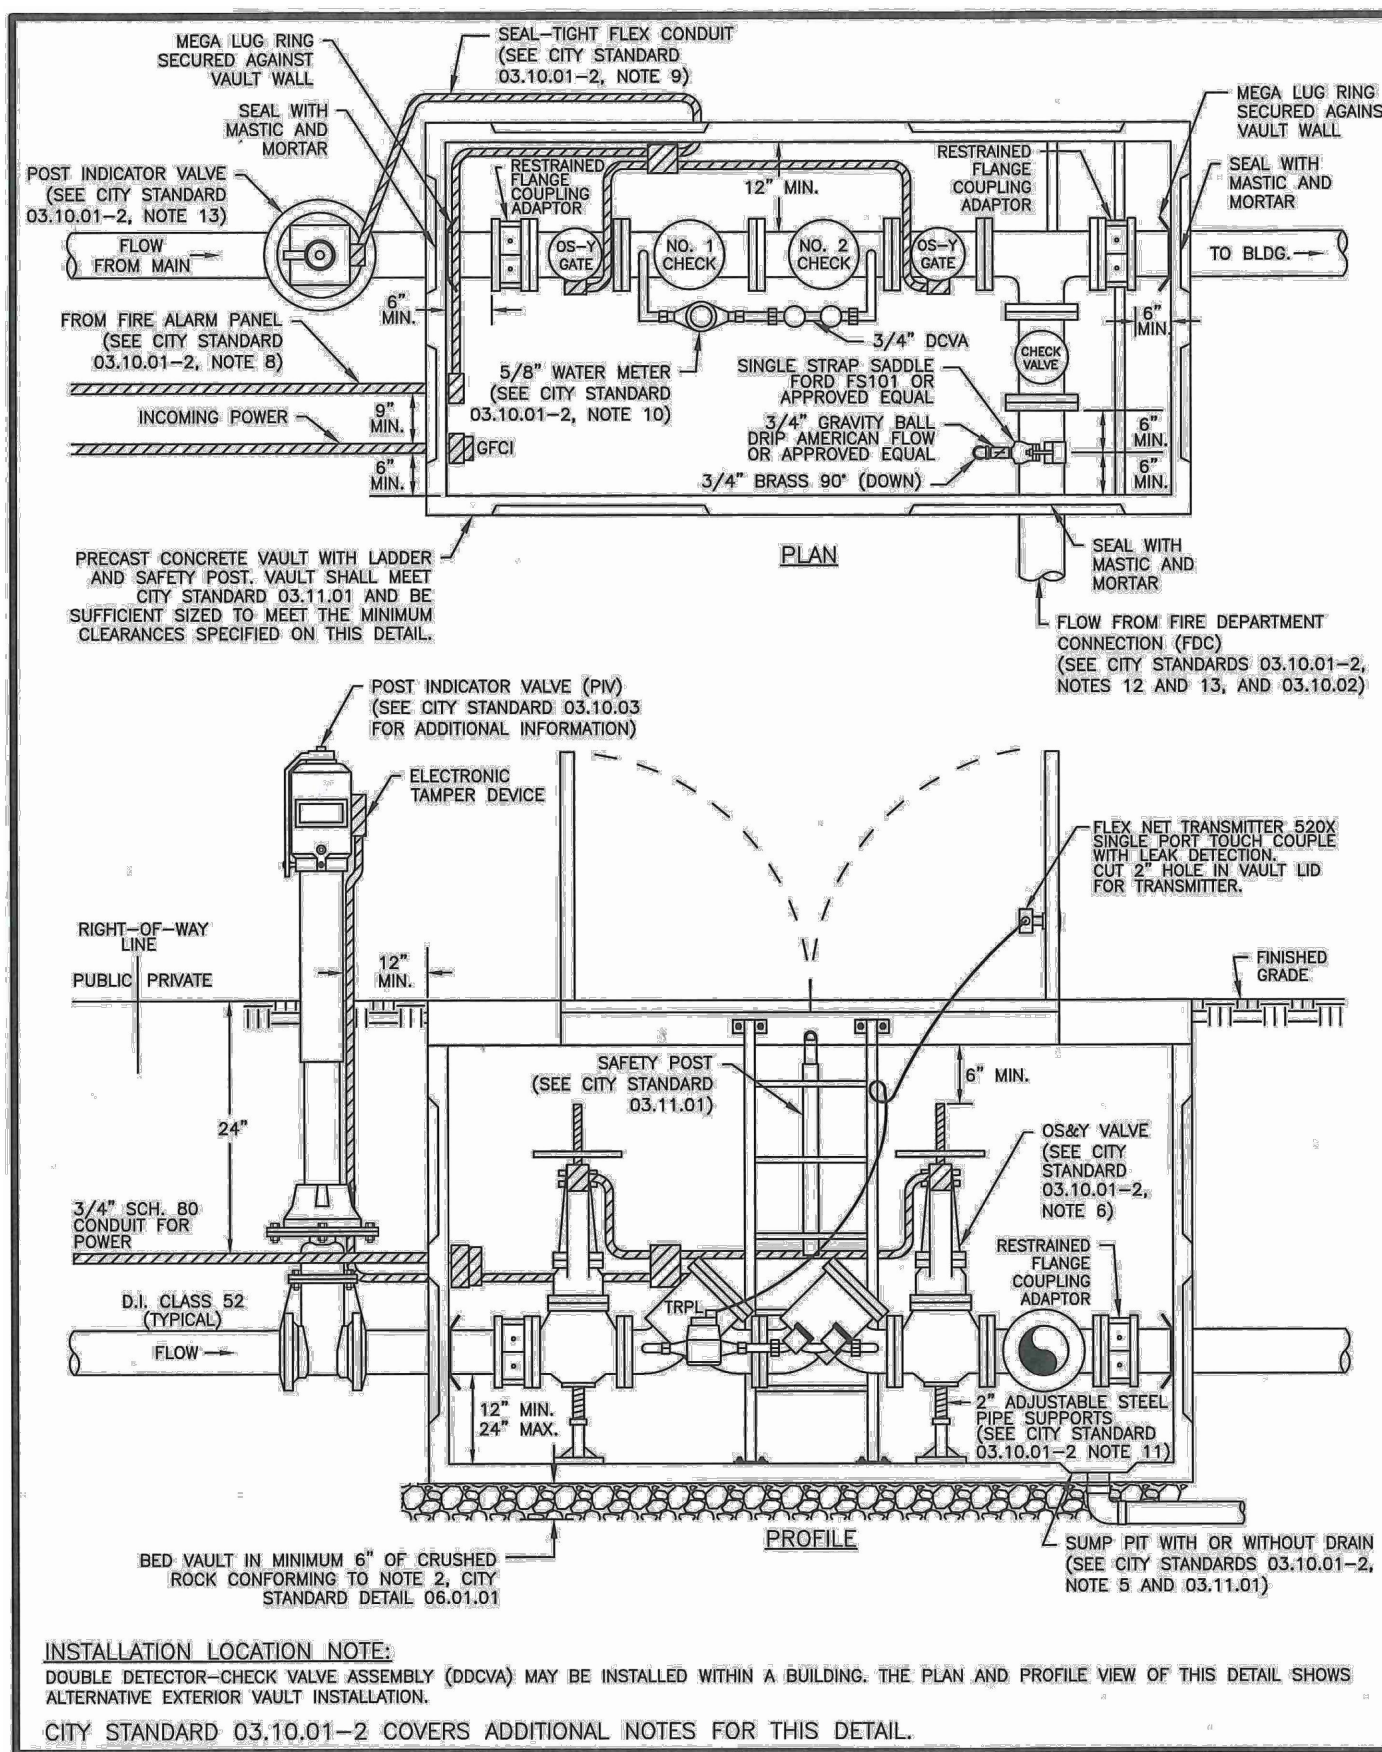 MEGA LUG RING
SECURED AGAINST
VAULT WALL
SEAL-TIGHT FLEX CONDUIT
(SEE CITY STANDARD
03.10.01-2, NOTE 9)
MEGA LUG RING
SECURED AGAINST
VAULT WALL
SEAL WITH
MASTIC AND
MORTAR
SEAL WITH
MASTIC AND
MORTAR
POST INDICATOR VALVE
(SEE CITY STANDARD
03.10.01-2, NOTE 13)
RESTRAINED
FLANGE
COUPLING
ADAPTOR
12" MIN.
RESTRAINED
FLANGE
COUPLING
ADAPTOR
FLOW
FROM MAIN
OS-Y
GATE
NO. 1
CHECK
NO. 2
CHECK
OS-Y
GATE
TO BLDG.
6"
MIN.
6"
MIN.
FROM FIRE ALARM PANEL
(SEE CITY STANDARD
03.10.01-2, NOTE 8)
3/4" DCVA
CHECK
VALVE
5/8" WATER METER
(SEE CITY STANDARD
03.10.01-2, NOTE 10)
SINGLE STRAP SADDLE
FORD FS101 OR
APPROVED EQUAL
INCOMING POWER
9"
MIN.
3/4" GRAVITY BALL
DRIP AMERICAN FLOW
OR APPROVED EQUAL
6"
MIN.
GFCI
6"
MIN.
3/4" BRASS 90° (DOWN)
6"
MIN.
PLAN
PRECAST CONCRETE VAULT WITH LADDER
AND SAFETY POST. VAULT SHALL MEET
CITY STANDARD 03.11.01 AND BE
SUFFICIENT SIZED TO MEET THE MINIMUM
CLEARANCES SPECIFIED ON THIS DETAIL.
SEAL WITH
MASTIC AND
MORTAR
FLOW FROM FIRE DEPARTMENT
CONNECTION (FDC)
(SEE CITY STANDARDS 03.10.01-2,
NOTES 12 AND 13, AND 03.10.02)
POST INDICATOR VALVE (PIV)
(SEE CITY STANDARD 03.10.03
FOR ADDITIONAL INFORMATION)
ELECTRONIC
TAMPER DEVICE
FLEX NET TRANSMITTER 520X
SINGLE PORT TOUCH COUPLE
WITH LEAK DETECTION.
CUT 2" HOLE IN VAULT LID
FOR TRANSMITTER.
RIGHT-OF-WAY
LINE
PUBLIC PRIVATE
12"
MIN.
FINISHED
GRADE
SAFETY POST
(SEE CITY STANDARD
03.11.01)
6" MIN.
24"
OS&Y VALVE
(SEE CITY
STANDARD
03.10.01-2,
NOTE 6)
3/4" SCH. 80
CONDUIT FOR
POWER
RESTRAINED
FLANGE
COUPLING
ADAPTOR
D.I. CLASS 52
(TYPICAL)
TRPL
FLOW
12" MIN.
24" MAX.
2" ADJUSTABLE STEEL
PIPE SUPPORTS
(SEE CITY STANDARD
03.10.01-2 NOTE 11)
PROFILE
BED VAULT IN MINIMUM 6" OF CRUSHED
ROCK CONFORMING TO NOTE 2, CITY
STANDARD DETAIL 06.01.01
SUMP PIT WITH OR WITHOUT DRAIN
(SEE CITY STANDARDS 03.10.01-2,
NOTE 5 AND 03.11.01)
INSTALLATION LOCATION NOTE:
DOUBLE DETECTOR-CHECK VALVE ASSEMBLY (DDCVA) MAY BE INSTALLED WITHIN A BUILDING. THE PLAN AND PROFILE VIEW OF THIS DETAIL SHOWS
ALTERNATIVE EXTERIOR VAULT INSTALLATION.
CITY STANDARD 03.10.01-2 COVERS ADDITIONAL NOTES FOR THIS DETAIL.